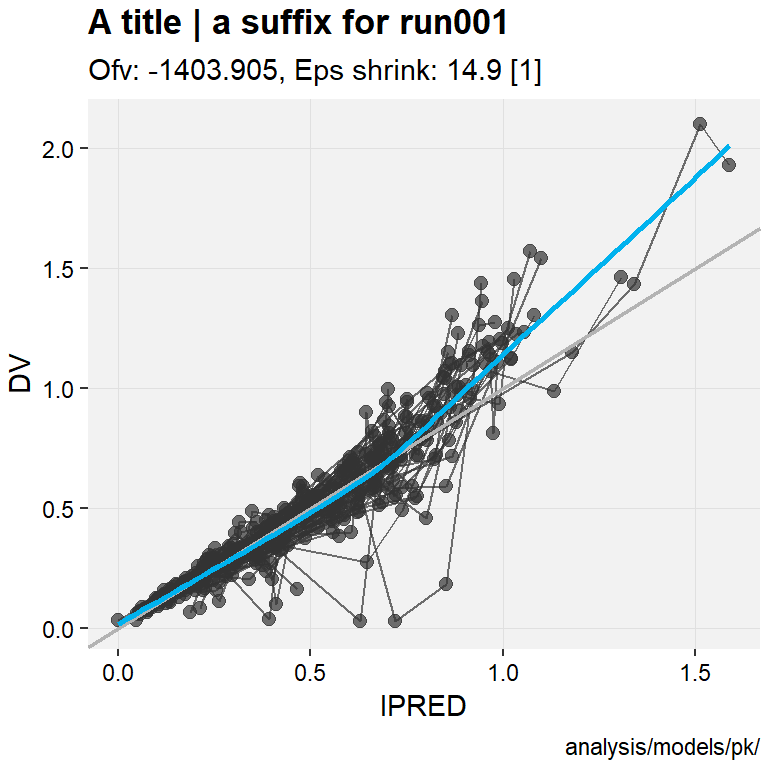 A title | a suffix for run001
Ofv: -1403.905, Eps shrink: 14.9 [1]
2.0
1.5
1.0
0.5
0.0
DV
0.0 0.5 1.0 1.5
IPRED
analysis/models/pk/